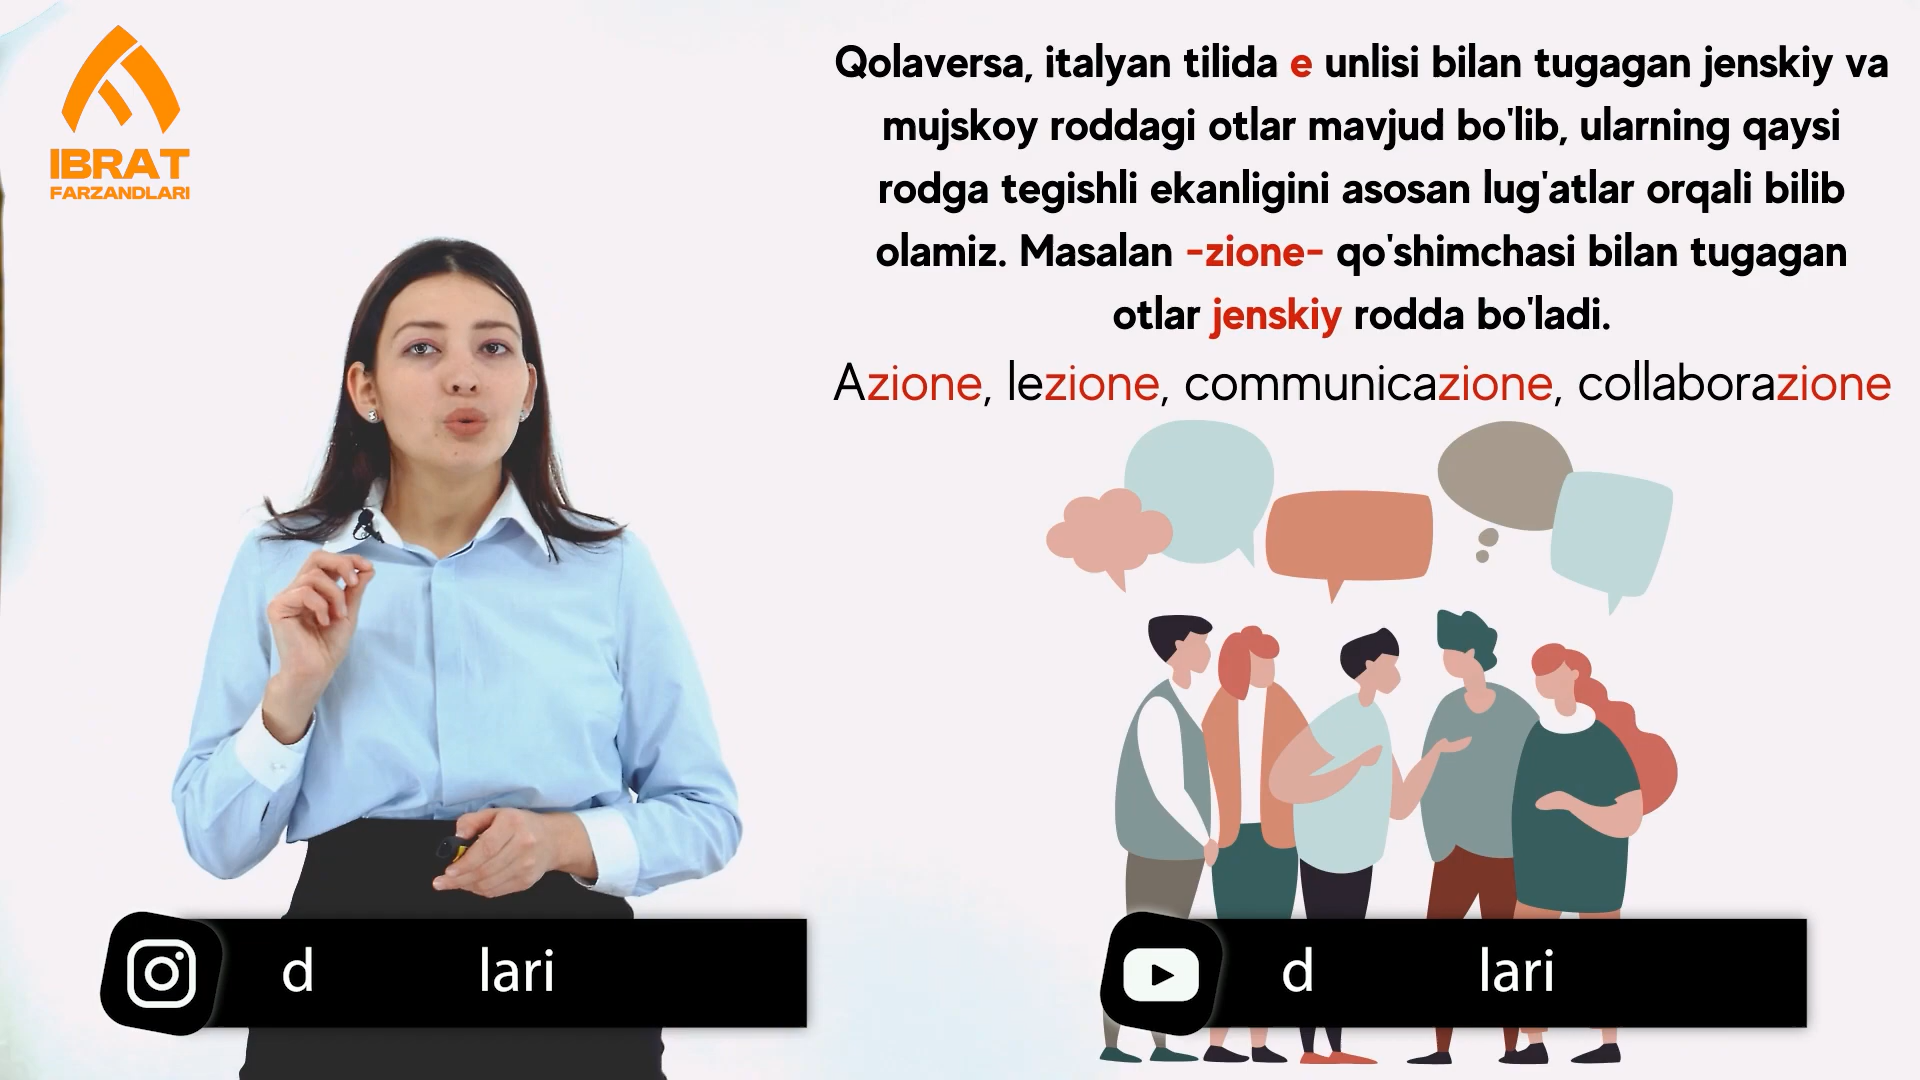 IBRAT
FARZANDLARI
Qolaversa, italyan tilida e unlisi bilan tugagan jenskiy va
mujskoy roddagi otlar mavjud bo'lib, ularning qaysi
rodga tegishli ekanligini asosan lug'atlar orqali bilib
olamiz. Masalan -zione- qo'shimchasi bilan tugagan
otlar jenskiy rodda bo'ladi.
Azione, lezione, communicazione, collaborazione
d lari
d lari